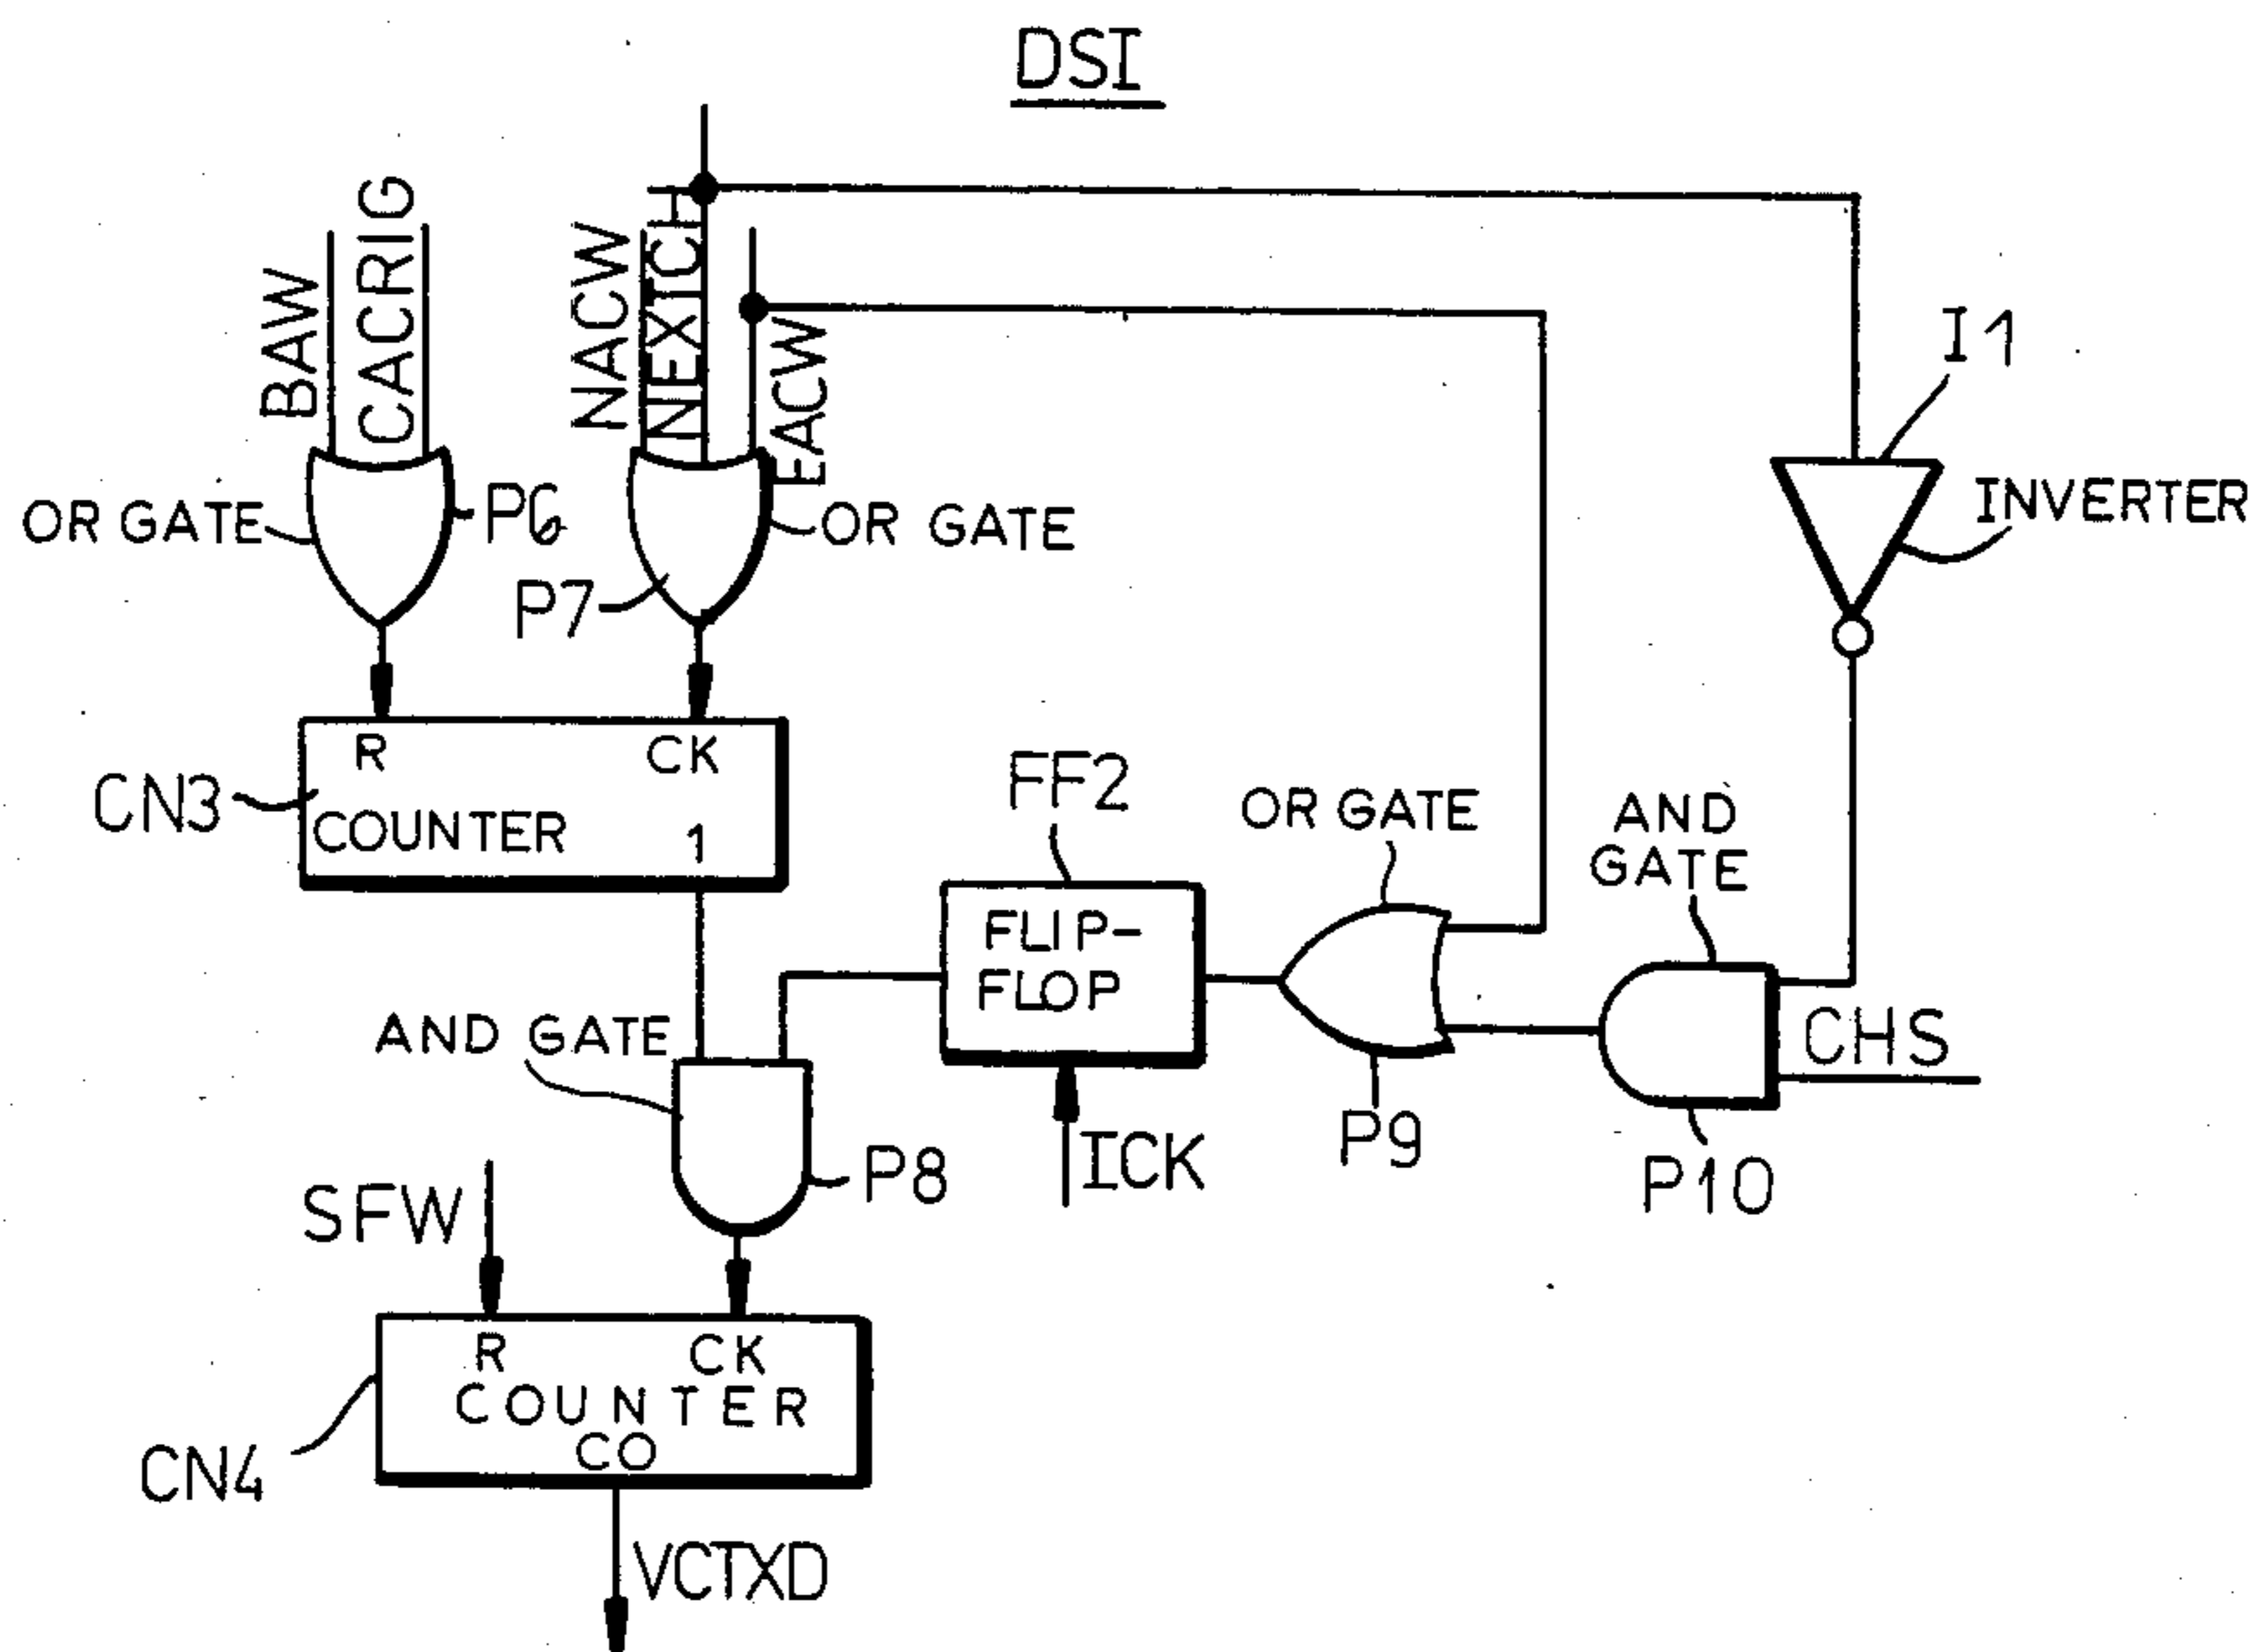 DSI
BAW
CACRIG
NACW
NEXICH
EACW
I1
INVERTER
OR GATE
P6
OR GATE
P7
R
CK
CN3
COUNTER
1
FF2
FLIP-
FLOP
OR GATE
AND
GATE
CHS
AND GATE
P8
ICK
P9
P10
SFW
R
CK
COUNTER
CO
CN4
VCTXD